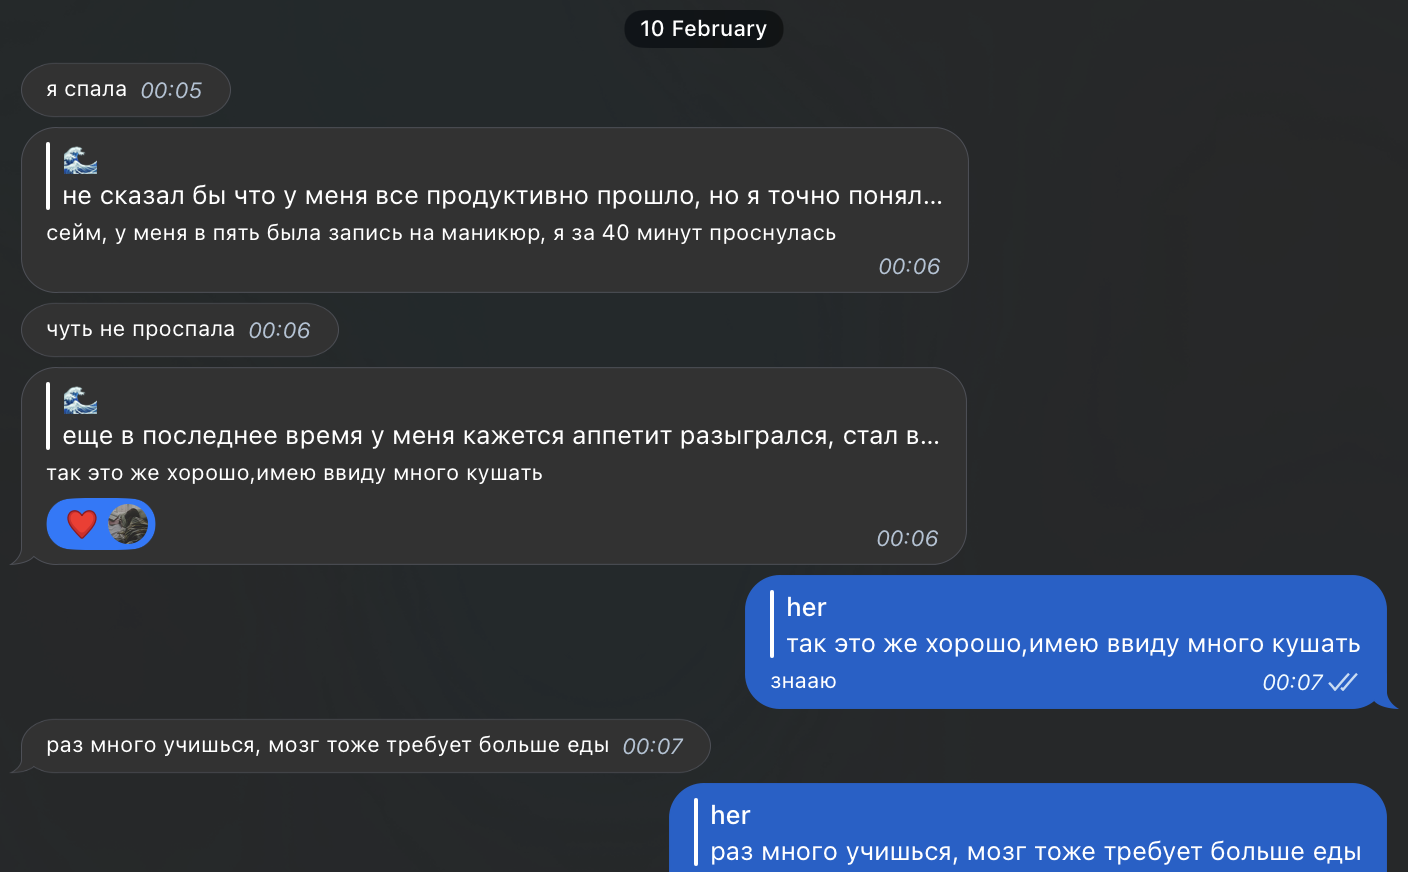 10 February
я спала 00:05
🌊
не сказал бы что у меня все продуктивно прошло, но я точно понял...
сейм, у меня в пять была запись на маникюр, я за 40 минут проснулась
00:06
чуть не проспала 00:06
🌊
еще в последнее время у меня кажется аппетит разыгрался, стал в...
так это же хорошо,имею ввиду много кушать
❤️
00:06
her
так это же хорошо,имею ввиду много кушать
знааю 00:07
раз много учишься, мозг тоже требует больше еды 00:07
her
раз много учишься, мозг тоже требует больше еды